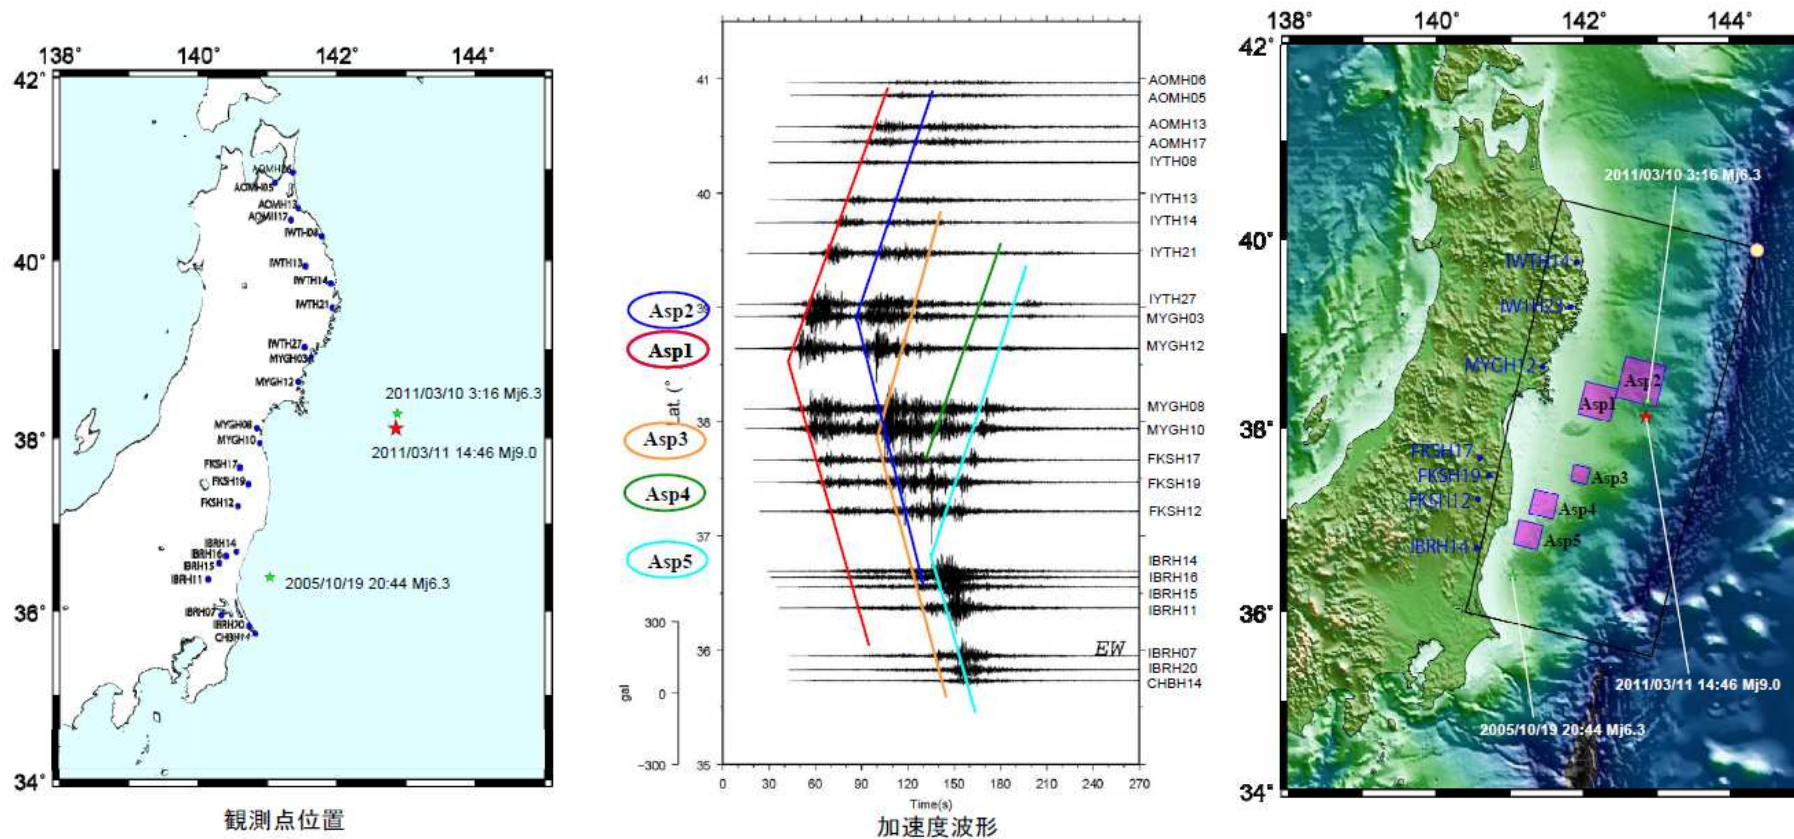 138° 140° 142° 144°
42°
40°
38°
36°
34°
AOMH06
AOMH05
AOMH13
AOMH17
IWTH08
IWTH13
IWTH14
IWTH21
IWTH27
MYGH03
MYGH12
MYGH08
MYGH10
FKSH17
FKSH19
FKSH12
IBRH14
IBRH16
IBRH15
IBRH11
IBRH07
IBRH20
CHBH14
2011/03/10 3:16 Mj6.3
2011/03/11 14:46 Mj9.0
2005/10/19 20:44 Mj6.3
観測点位置
Asp2
Asp1
Asp3
Asp4
Asp5
Lat. (°
41
40
39
38
37
36
35
300
0
-300
gal
AOMH06
AOMH05
AOMH13
AOMH17
IYTH08
IYTH13
IYTH14
IYTH21
IYTH27
MYGH03
MYGH12
MYGH08
MYGH10
FKSH17
FKSH19
FKSH12
IBRH14
IBRH16
IBRH15
IBRH11
EW
IBRH07
IBRH20
CHBH14
0 30 60 90 120 150 180 210 240 270
Time(s)
加速度波形
138° 140° 142° 144°
42°
40°
38°
36°
34°
2011/03/10 3:16 Mj6.3
IWTH14
IWTH23
MYGH12
FKSH17
FKSH19
FKSH12
IBRH14
Asp2
Asp1
Asp3
Asp4
Asp5
2011/03/11 14:46 Mj9.0
2005/10/19 20:44 Mj6.3